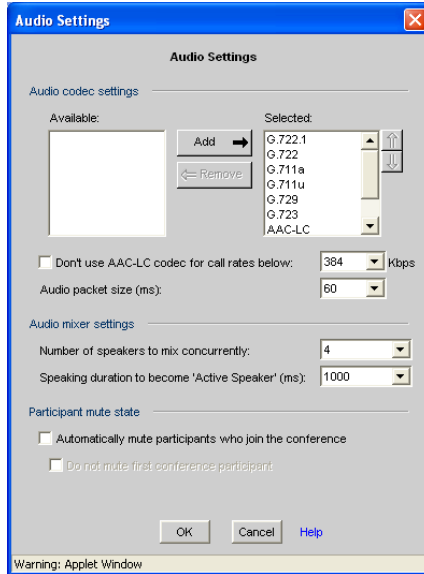 Audio Settings
Audio Settings
Audio codec settings
Available:
Selected:
Add
Remove
G.722.1
G.722
G.711a
G.711u
G.729
G.723
AAC-LC
Don't use AAC-LC codec for call rates below: 384 Kbps
Audio packet size (ms): 60
Audio mixer settings
Number of speakers to mix concurrently: 4
Speaking duration to become 'Active Speaker' (ms): 1000
Participant mute state
Automatically mute participants who join the conference
Do not mute first conference participant
OK Cancel Help
Warning: Applet Window